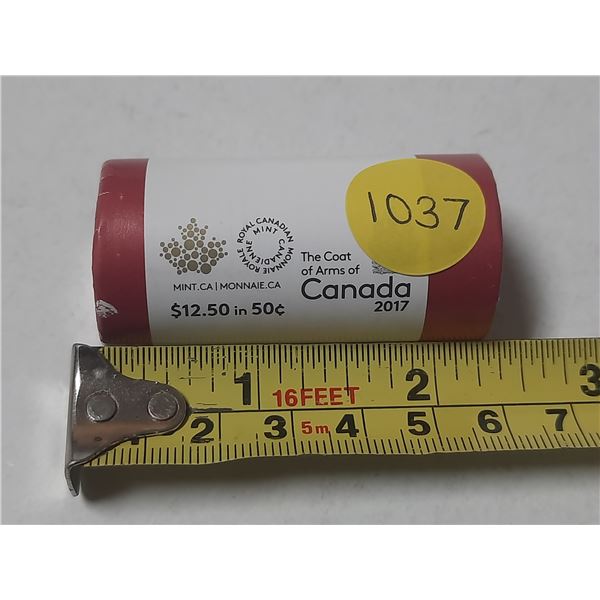 1037
ROYAL CANADIAN MINT
MONNAIE ROYALE CANADIENNE
MINT.CA | MONNAIE.CA
The Coat
of Arms of
Canada
2017
$12.50 in 50¢
1 16FEET 2 3
2 3 5m 4 5 6 7